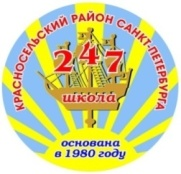 КРАСНОСЕЛЬСКИЙ РАЙОН САНКТ-ПЕТЕРБУРГА
247
школа
основана
в 1980 году